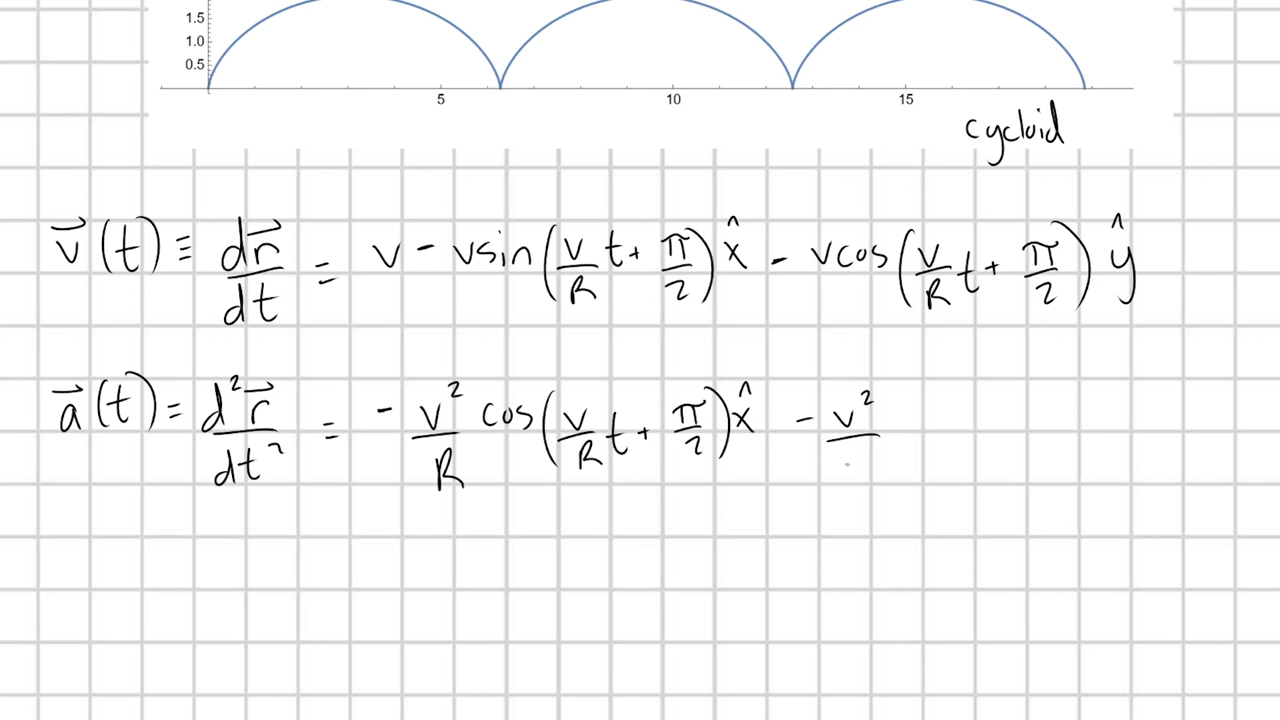 1.5
1.0
0.5
5 10 15
cycloid
v⃗(t) ≡ dr⃗/dt = v - v sin(v/R t + π/2) x̂ - v cos(v/R t + π/2) ŷ
a⃗(t) = d²r⃗/dt² = - v²/R cos(v/R t + π/2) x̂ - v²